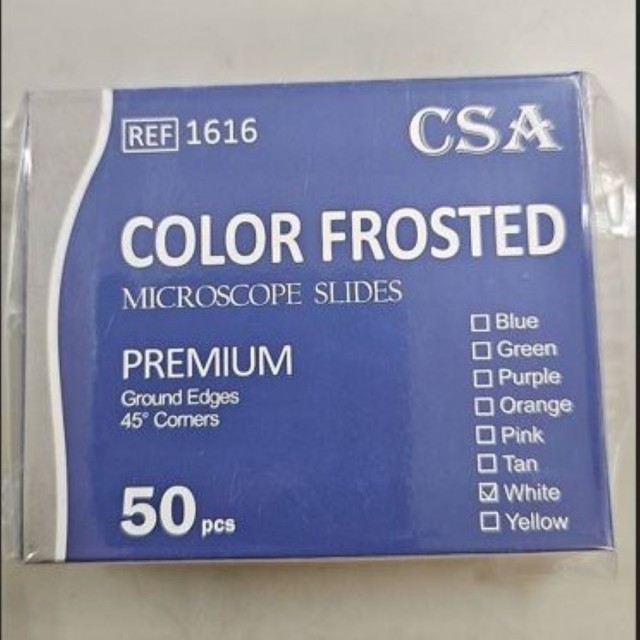 REF 1616
CSA
COLOR FROSTED
MICROSCOPE SLIDES
PREMIUM
Ground Edges
45° Corners
50 pcs
☐ Blue
☐ Green
☐ Purple
☐ Orange
☐ Pink
☐ Tan
☑ White
☐ Yellow